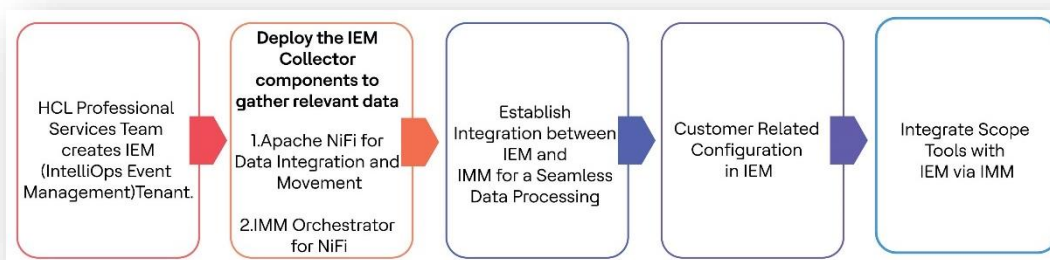 HCL Professional
Services Team
creates IEM
(IntelliOps Event
Management)Tenant.
Deploy the IEM
Collector
components to
gather relevant data
1.Apache NiFi for
Data Integration and
Movement
2.IMM Orchestrator
for NiFi
Establish
Integration between
IEM and
IMM for a Seamless
Data Processing
Customer Related
Configuration
in IEM
Integrate Scope
Tools with
IEM via IMM